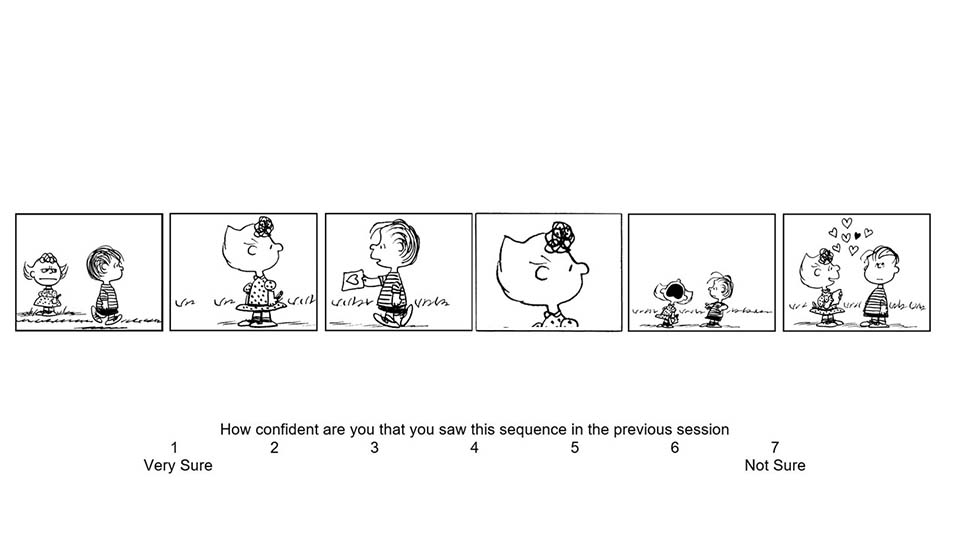 How confident are you that you saw this sequence in the previous session
1 2 3 4 5 6 7
Very Sure Not Sure